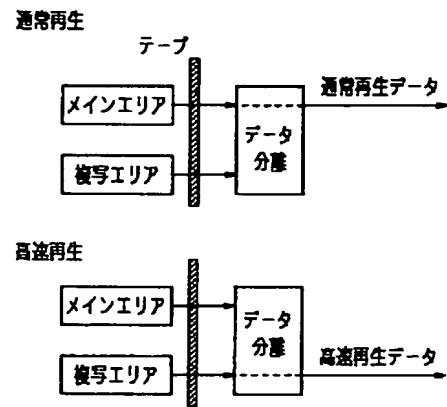 通常再生
テープ
メインエリア
複写エリア
データ
分離
通常再生データ
高速再生
メインエリア
複写エリア
データ
分離
高速再生データ